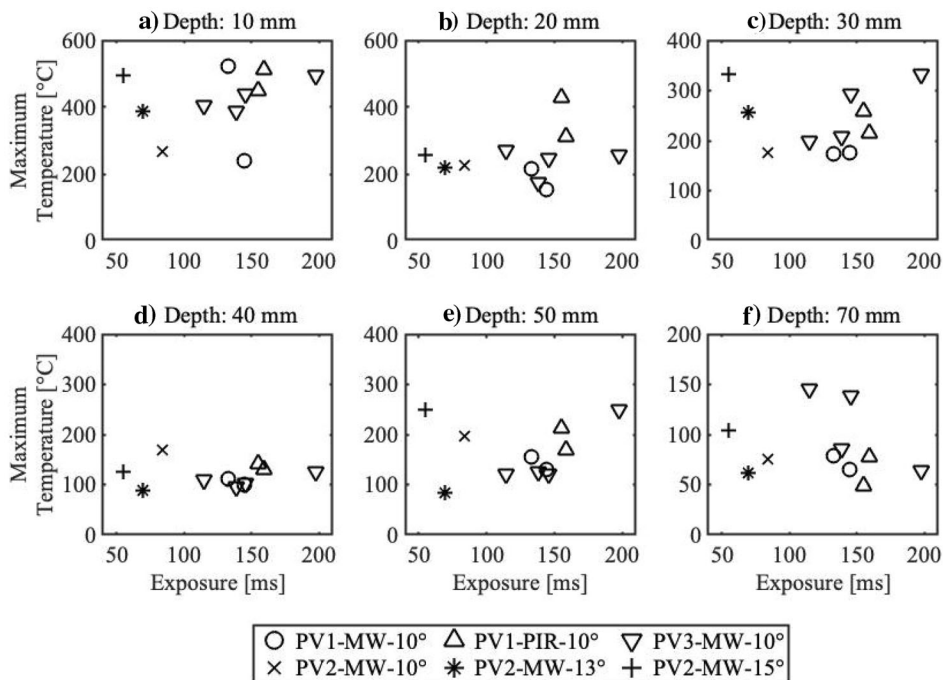 a) Depth: 10 mm
b) Depth: 20 mm
c) Depth: 30 mm
Maximum
Temperature [°C]
600
400
200
0
50 100 150 200
600
400
200
0
50 100 150 200
400
300
200
100
0
50 100 150 200
d) Depth: 40 mm
e) Depth: 50 mm
f) Depth: 70 mm
Maximum
Temperature [°C]
400
300
200
100
0
50 100 150 200
Exposure [ms]
400
300
200
100
0
50 100 150 200
Exposure [ms]
200
150
100
50
0
50 100 150 200
Exposure [ms]
PV1-MW-10° PV1-PIR-10° PV3-MW-10°
PV2-MW-10° PV2-MW-13° PV2-MW-15°